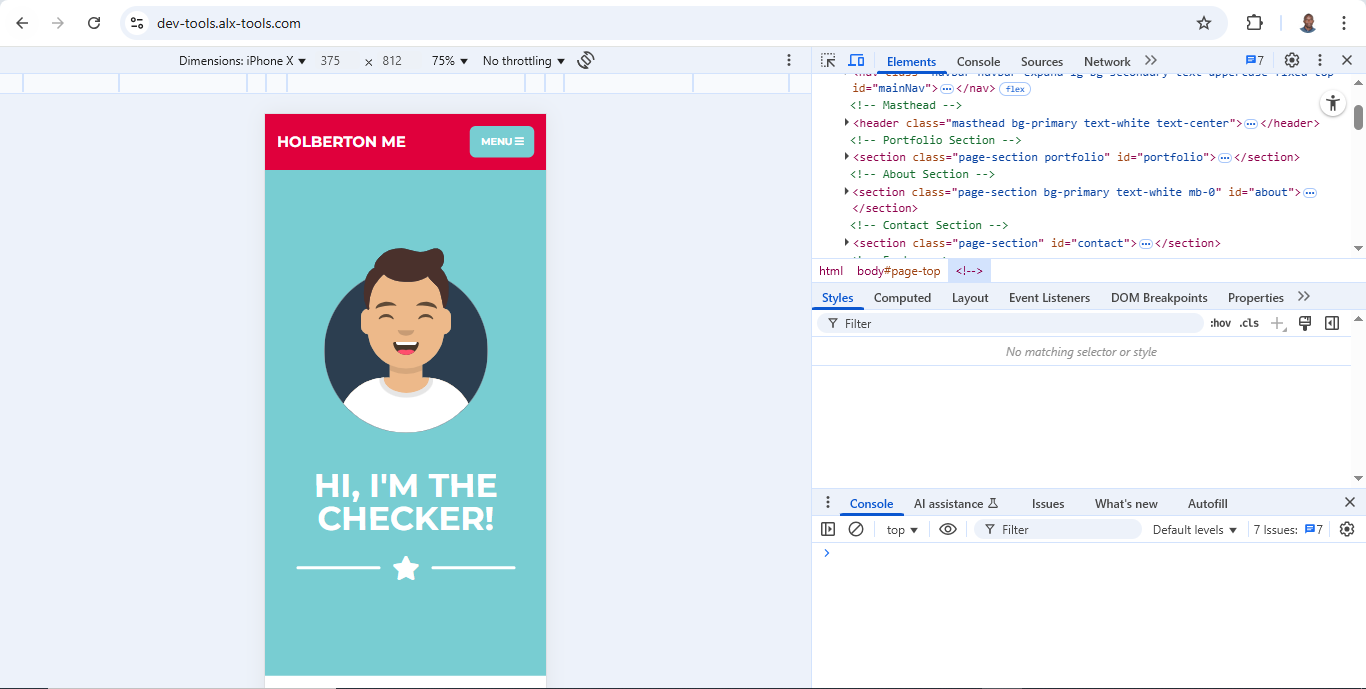 dev-tools.alx-tools.com
Dimensions: iPhone X 375 × 812 75% No throttling
HOLBERTON ME
MENU
HI, I'M THE
CHECKER!
Elements Console Sources Network 7
id="mainNav"> </nav> flex
<!-- Masthead -->
<header class="masthead bg-primary text-white text-center"> </header>
<!-- Portfolio Section -->
<section class="page-section portfolio" id="portfolio"> </section>
<!-- About Section -->
<section class="page-section bg-primary text-white mb-0" id="about">
</section>
<!-- Contact Section -->
<section class="page-section" id="contact"> </section>
html body#page-top <!-->
Styles Computed Layout Event Listeners DOM Breakpoints Properties
Filter :hov .cls
No matching selector or style
Console AI assistance Issues What's new Autofill
top Filter Default levels 7 Issues: 7